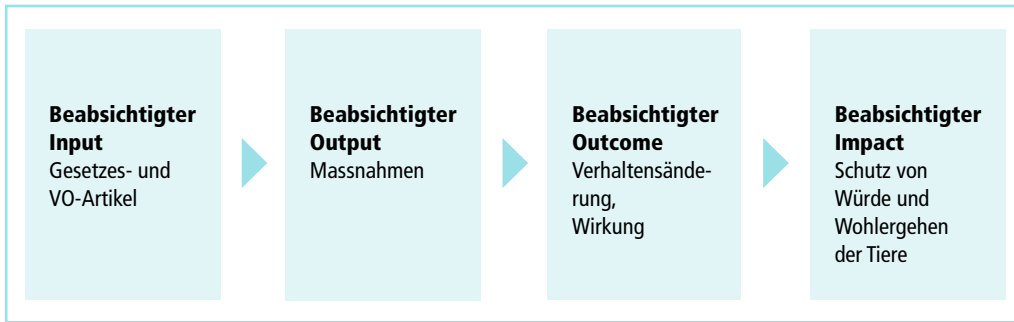 Beabsichtigter
Input
Gesetzes- und
VO-Artikel
Beabsichtigter
Output
Massnahmen
Beabsichtigter
Outcome
Verhaltensände-
rung,
Wirkung
Beabsichtigter
Impact
Schutz von
Würde und
Wohlergehen
der Tiere